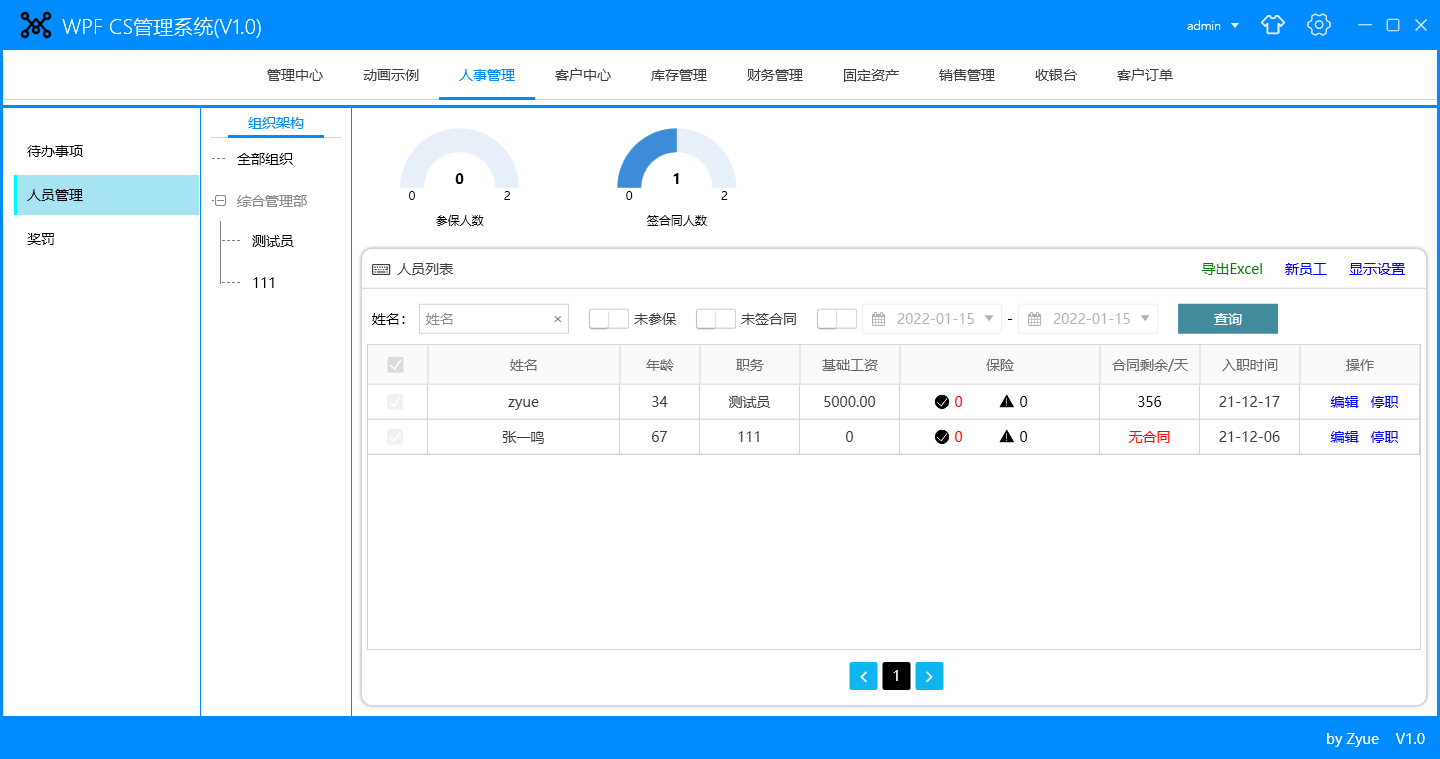 WPF CS管理系统(V1.0)
admin
管理中心 动画示例 人事管理 客户中心 库存管理 财务管理 固定资产 销售管理 收银台 客户订单
待办事项
人员管理
奖罚
组织架构
全部组织
综合管理部
测试员
111
0
0 2
参保人数
1
0 2
签合同人数
人员列表
导出Excel 新员工 显示设置
姓名: 姓名 × 未参保 未签合同 2022-01-15 - 2022-01-15 查询
姓名 年龄 职务 基础工资 保险 合同剩余/天 入职时间 操作
zyue 34 测试员 5000.00 0 0 356 21-12-17 编辑 停职
张一鸣 67 111 0 0 0 无合同 21-12-06 编辑 停职
1
by Zyue V1.0